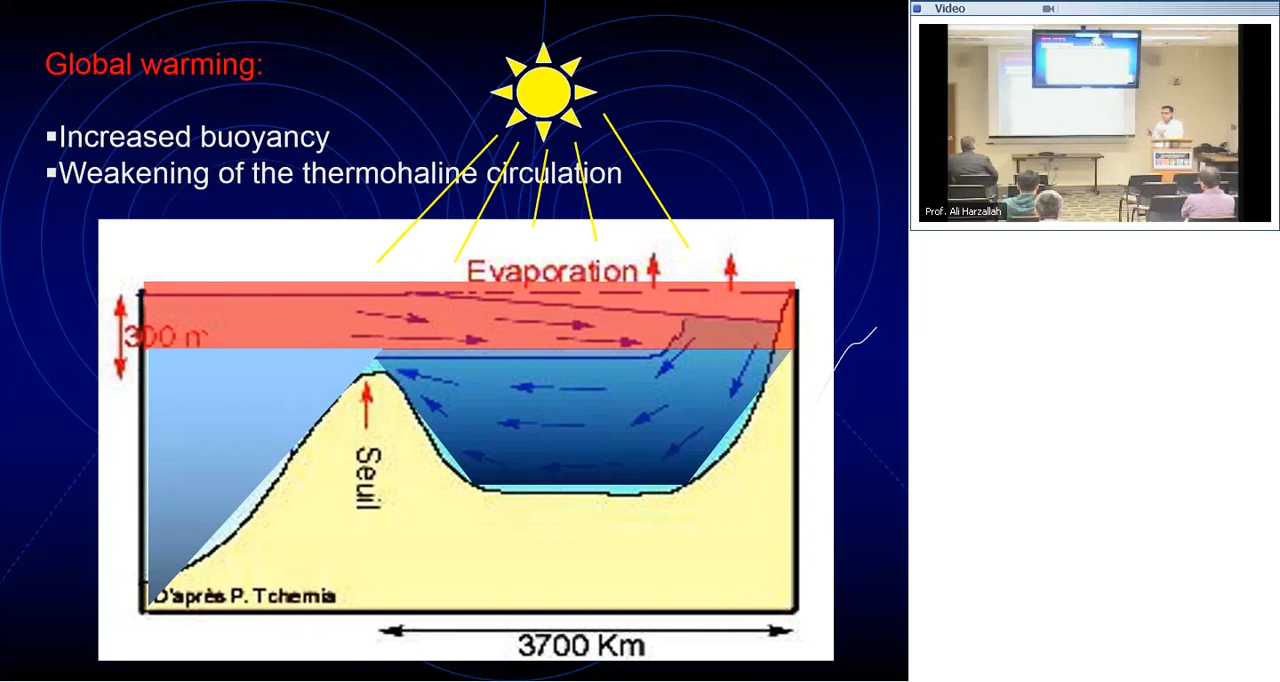 Global warming:
▪Increased buoyancy
▪Weakening of the thermohaline circulation
Evaporation
300 m
Seuil
D'après P. Tchernia
3700 Km
Video
Prof. Ali Harzallah